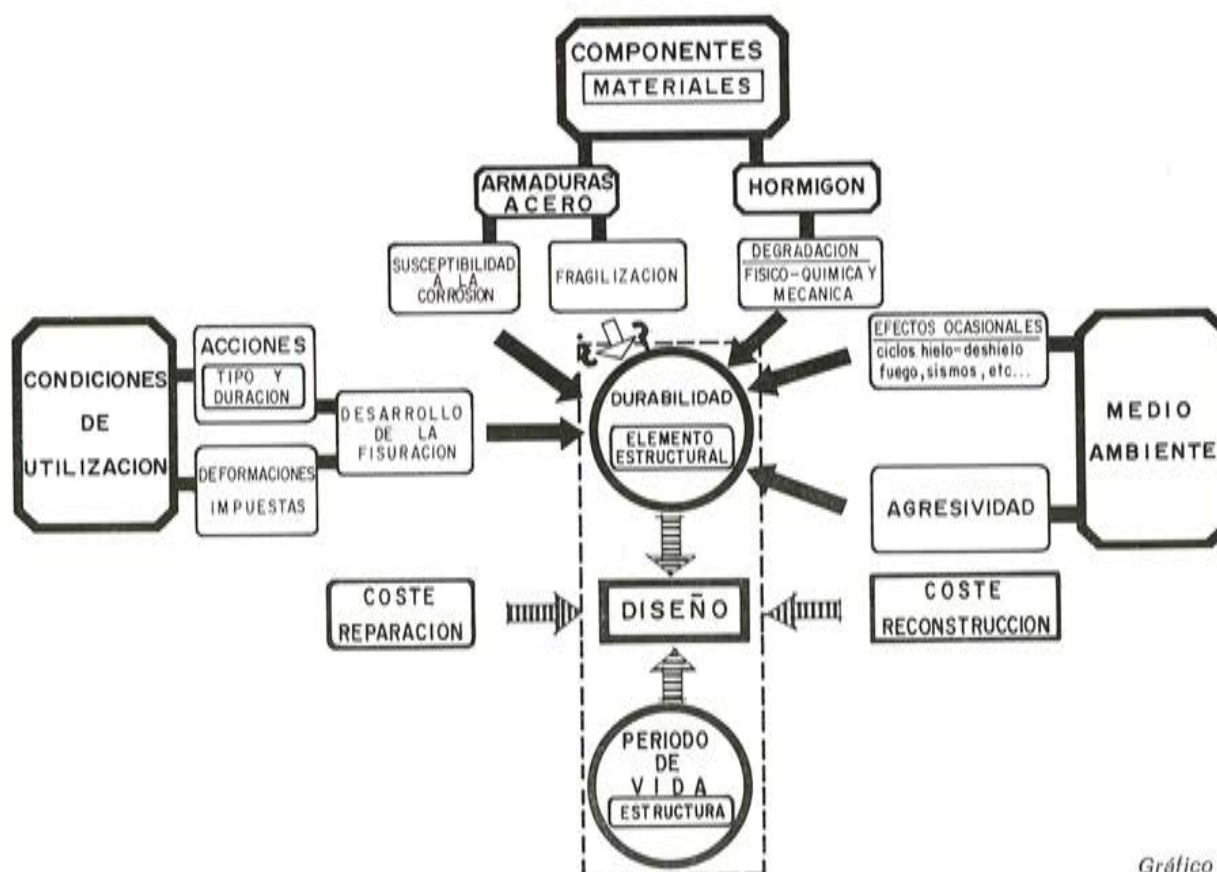 COMPONENTES
MATERIALES
ARMADURAS
ACERO
HORMIGON
SUSCEPTIBILIDAD
A LA
CORROSIÓN
FRAGILIZACION
DEGRADACION
FISICO-QUIMICA Y
MECANICA
CONDICIONES
DE
UTILIZACION
ACCIONES
TIPO Y
DURACION
DEFORMACIONES
IMPUESTAS
DESARROLLO
DE LA
FISURACION
¿?
DURABILIDAD
ELEMENTO
ESTRUCTURAL
EFECTOS OCASIONALES
ciclos hielo-deshielo
fuego, sismos, etc...
AGRESIVIDAD
MEDIO
AMBIENTE
COSTE
REPARACION
DISEÑO
COSTE
RECONSTRUCCION
PERIODO
DE
VIDA
ESTRUCTURA
Gráfico